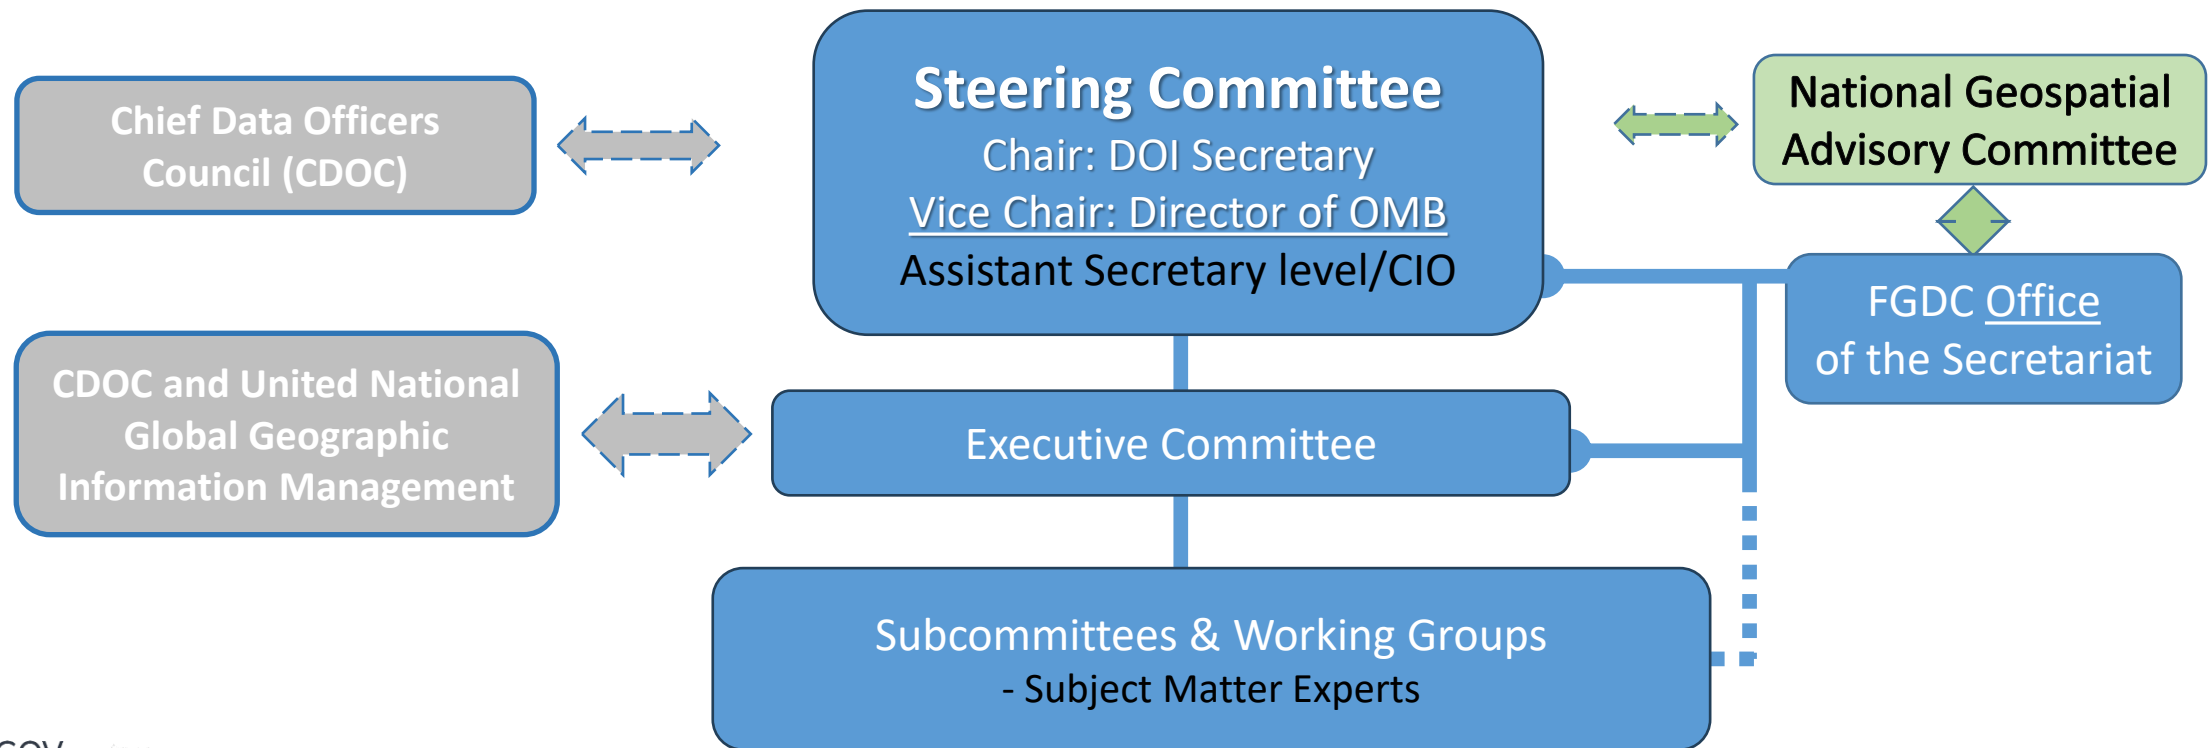 Chief Data Officers
Council (CDOC)
Steering Committee
Chair: DOI Secretary
Vice Chair: Director of OMB
Assistant Secretary level/CIO
National Geospatial
Advisory Committee
FGDC Office
of the Secretariat
CDOC and United National
Global Geographic
Information Management
Executive Committee
Subcommittees & Working Groups
- Subject Matter Experts